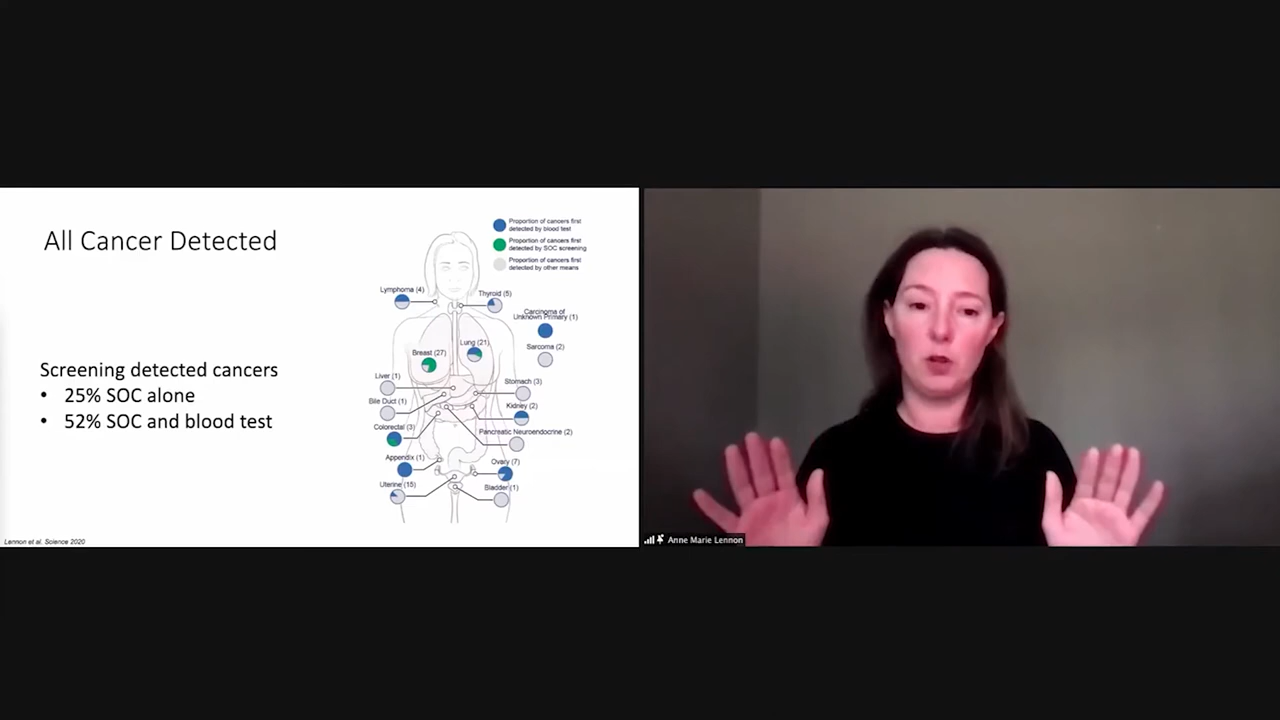 All Cancer Detected
Screening detected cancers
• 25% SOC alone
• 52% SOC and blood test
Proportion of cancers first
detected by blood test
Proportion of cancers first
detected by SOC screening
Proportion of cancers first
detected by other means
Lymphoma (4)
Thyroid (5)
Carcinoma of
Unknown Primary (1)
Sarcoma (2)
Breast (27)
Lung (21)
Liver (1)
Stomach (3)
Bile Duct (1)
Kidney (2)
Colorectal (3)
Pancreatic Neuroendocrine (2)
Appendix (1)
Ovary (7)
Uterine (15)
Bladder (1)
Lennon et al. Science 2020
Anne Marie Lennon